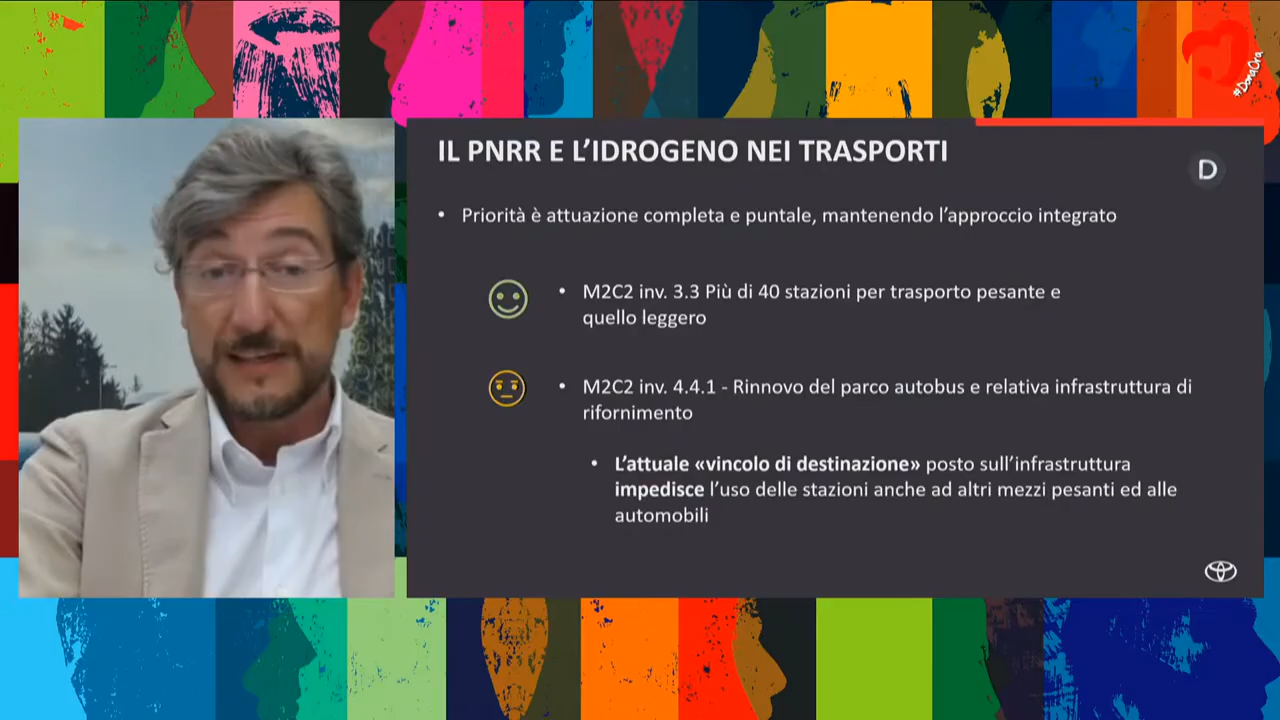 #DonaOra
IL PNRR E L'IDROGENO NEI TRASPORTI
D
• Priorità è attuazione completa e puntale, mantenendo l'approccio integrato
• M2C2 inv. 3.3 Più di 40 stazioni per trasporto pesante e
quello leggero
• M2C2 inv. 4.4.1 - Rinnovo del parco autobus e relativa infrastruttura di
rifornimento
• L'attuale «vincolo di destinazione» posto sull'infrastruttura
impedisce l'uso delle stazioni anche ad altri mezzi pesanti ed alle
automobili